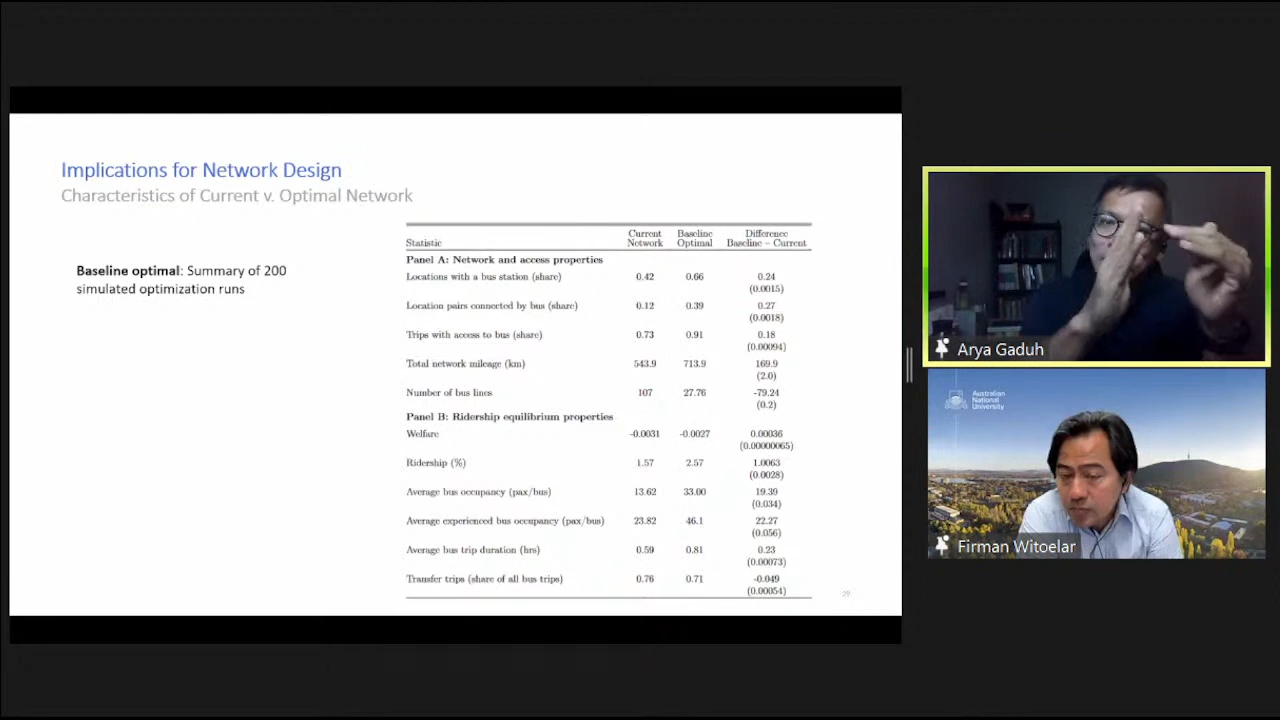 Implications for Network Design
Characteristics of Current v. Optimal Network
Baseline optimal: Summary of 200
simulated optimization runs
Current Baseline Difference
Statistic Network Optimal Baseline – Current
Panel A: Network and access properties
Locations with a bus station (share) 0.42 0.66 0.24
(0.0015)
Location pairs connected by bus (share) 0.12 0.39 0.27
(0.0018)
Trips with access to bus (share) 0.73 0.91 0.18
(0.00094)
Total network mileage (km) 543.9 713.9 169.9
(2.0)
Number of bus lines 107 27.76 -79.24
(0.2)
Panel B: Ridership equilibrium properties
Welfare -0.0031 -0.0027 0.00036
(0.00000065)
Ridership (%) 1.57 2.57 1.0063
(0.0028)
Average bus occupancy (pax/bus) 13.62 33.00 19.39
(0.034)
Average experienced bus occupancy (pax/bus) 23.82 46.1 22.27
(0.056)
Average bus trip duration (hrs) 0.59 0.81 0.23
(0.00073)
Transfer trips (share of all bus trips) 0.76 0.71 -0.049
(0.00054)
29
Arya Gaduh
Australian
National
University
Firman Witoelar